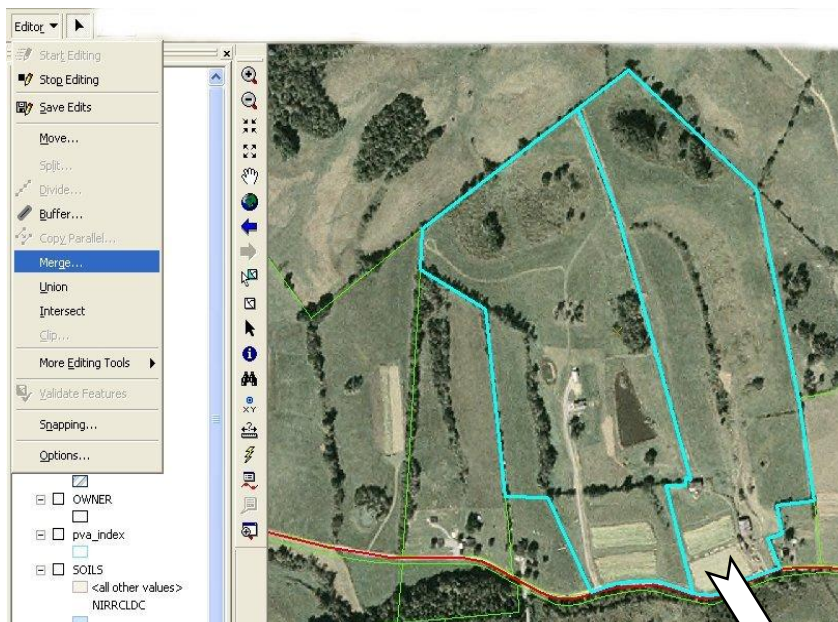 Editor
Start Editing
Stop Editing
Save Edits
Move...
Split...
Divide...
Buffer...
Copy Parallel...
Merge...
Union
Intersect
Clip...
More Editing Tools
Validate Features
Snapping...
Options...
OWNER
pva_index
SOILS
<all other values>
NIRRCLDC
X Y